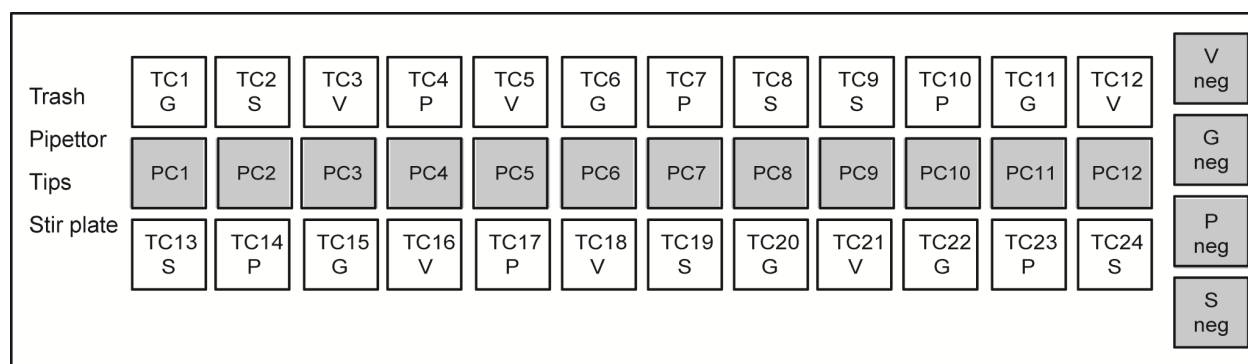 Trash
Pipettor
Tips
Stir plate
TC1
G
TC2
S
TC3
V
TC4
P
TC5
V
TC6
G
TC7
P
TC8
S
TC9
S
TC10
P
TC11
G
TC12
V
PC1
PC2
PC3
PC4
PC5
PC6
PC7
PC8
PC9
PC10
PC11
PC12
TC13
S
TC14
P
TC15
G
TC16
V
TC17
P
TC18
V
TC19
S
TC20
G
TC21
V
TC22
G
TC23
P
TC24
S
V
neg
G
neg
P
neg
S
neg